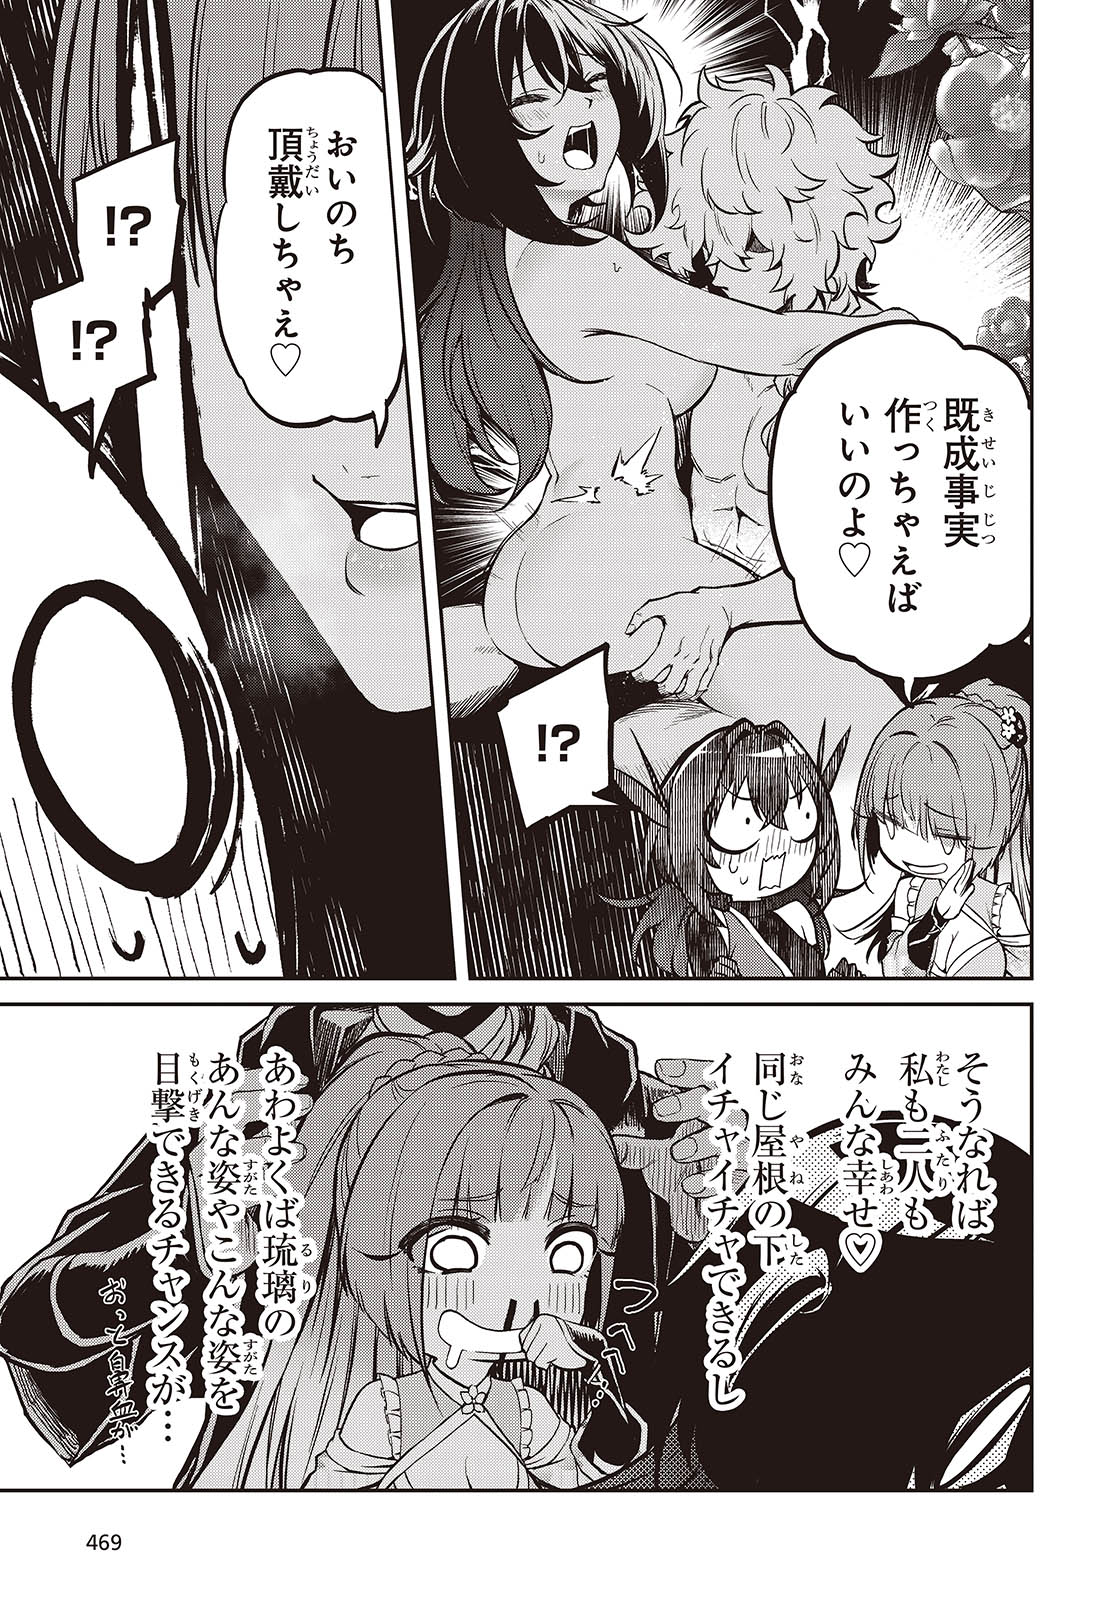 既成事実
作っちゃえば
いいのよ♡
!?
おいのち
頂戴しちゃえ♡
!?
!?
そうなれば
私も二人も
みんな幸せ♡
同じ屋根の下
イチャイチャできるし
あわよくば琉璃の
あんな姿やこんな姿を
目撃できるチャンスが…
おっと鼻血が…
469